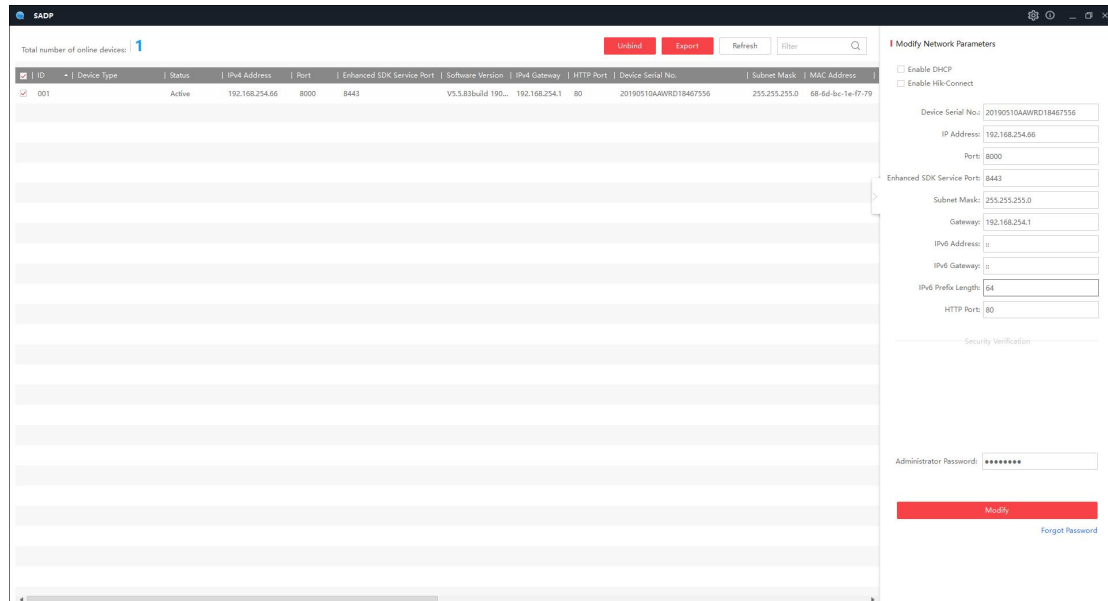 SADP
Total number of online devices: 1
Unbind
Export
Refresh
Filter
ID
Device Type
Status
IPv4 Address
Port
Enhanced SDK Service Port
Software Version
IPv4 Gateway
HTTP Port
Device Serial No.
Subnet Mask
MAC Address
001
Active
192.168.254.66
8000
8443
V5.5.83build 190...
192.168.254.1
80
20190510AAWRD18467556
255.255.255.0
68-6d-bc-1e-f7-79
Modify Network Parameters
Enable DHCP
Enable Hik-Connect
Device Serial No.: 20190510AAWRD18467556
IP Address: 192.168.254.66
Port: 8000
Enhanced SDK Service Port: 8443
Subnet Mask: 255.255.255.0
Gateway: 192.168.254.1
IPv6 Address: ::
IPv6 Gateway: ::
IPv6 Prefix Length: 64
HTTP Port: 80
Security Verification
Administrator Password: ●●●●●●●●
Modify
Forgot Password